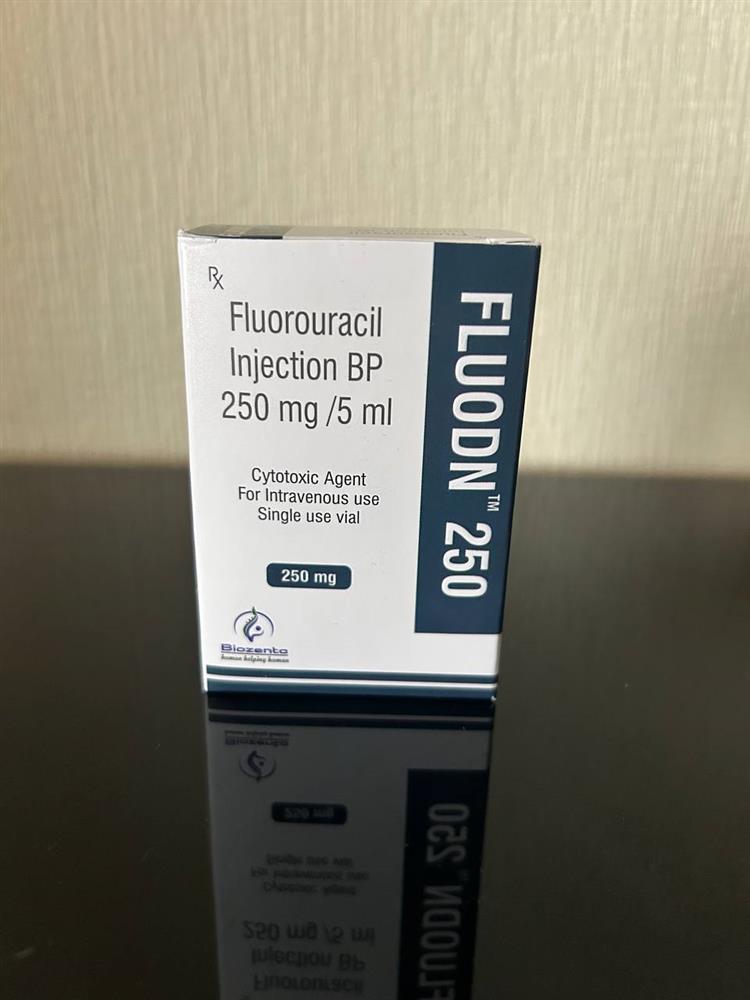 Rx
Fluorouracil
Injection BP
250 mg /5 ml
Cytotoxic Agent
For Intravenous use
Single use vial
250 mg
Biozenta
human helping human
FLUODN™ 250